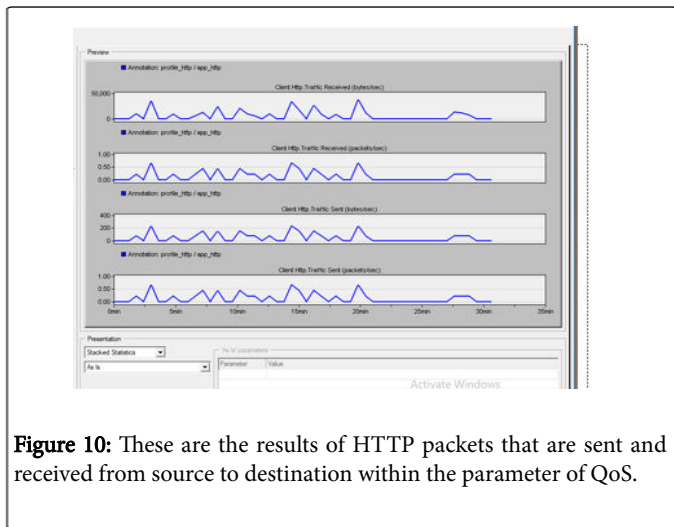 Preview
Annotation: profile_http / app_http
Client Http.Traffic Received (bytes/sec)
50,000
0
Annotation: profile_http / app_http
Client Http.Traffic Received (packets/sec)
1.00
0.50
0.00
Annotation: profile_http / app_http
Client Http.Traffic Sent (bytes/sec)
400
200
0
Annotation: profile_http / app_http
Client Http.Traffic Sent (packets/sec)
1.00
0.50
0.00
0min 5min 10min 15min 20min 25min 30min 35min
Presentation
Stacked Statistics
As Is
'As Is' parameters
Parameter Value
Activate Windows
Figure 10: These are the results of HTTP packets that are sent and
received from source to destination within the parameter of QoS.